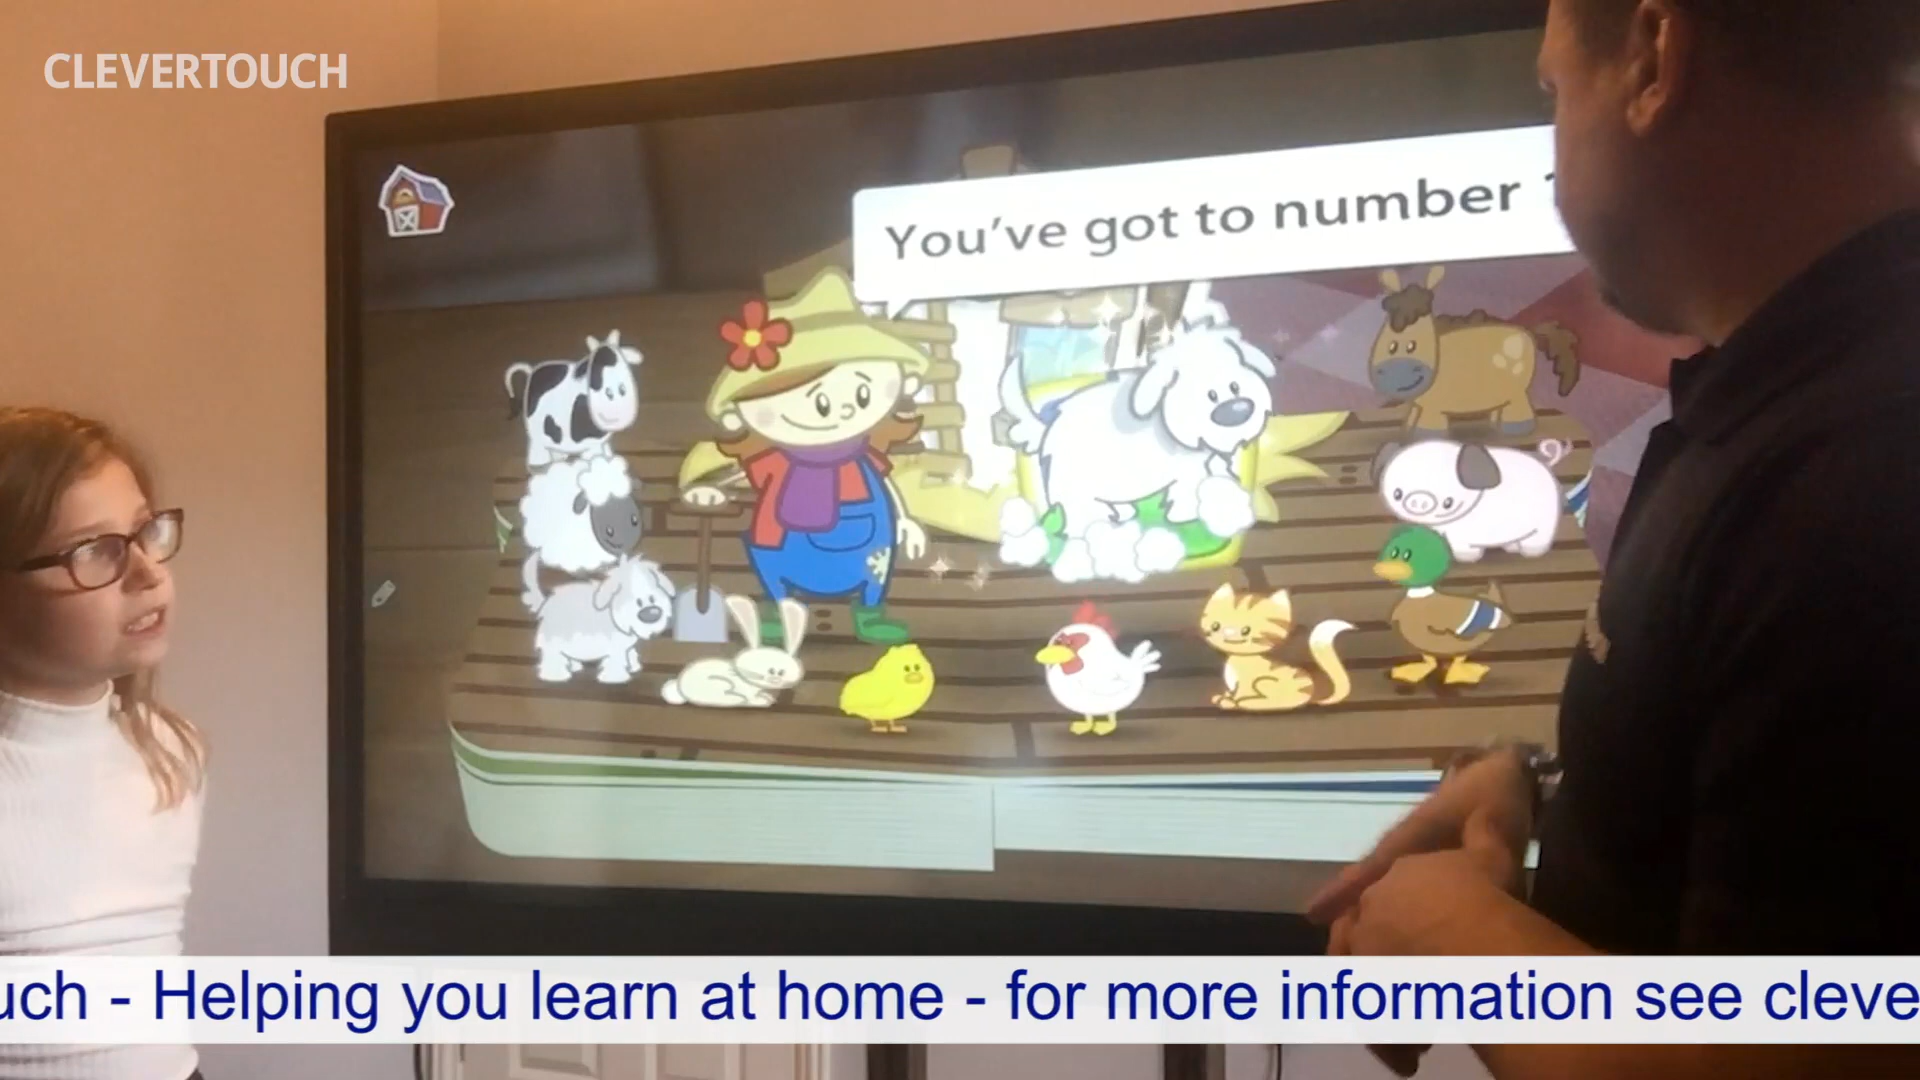 CLEVERTOUCH
You've got to number
uch - Helping you learn at home - for more information see cleve